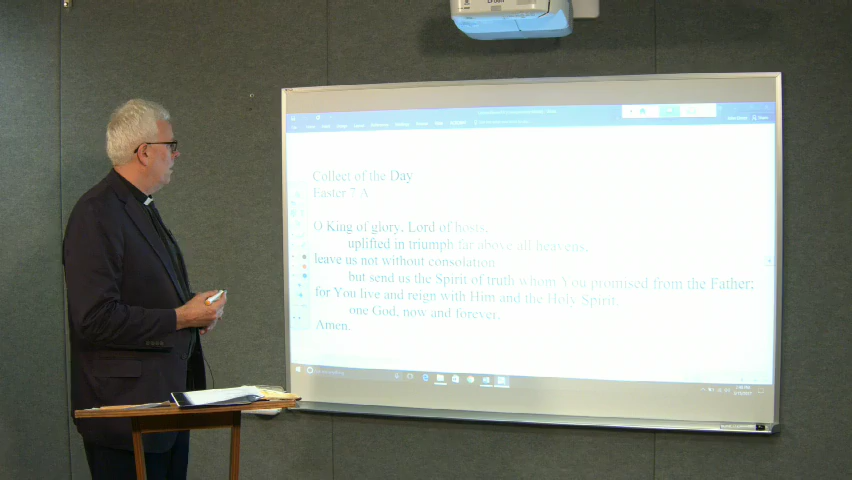 Collect of the Day
Easter 7 A
O King of glory, Lord of hosts,
uplifted in triumph far above all heavens,
leave us not without consolation
but send us the Spirit of truth whom You promised from the Father;
for You live and reign with Him and the Holy Spirit,
one God, now and forever.
Amen.